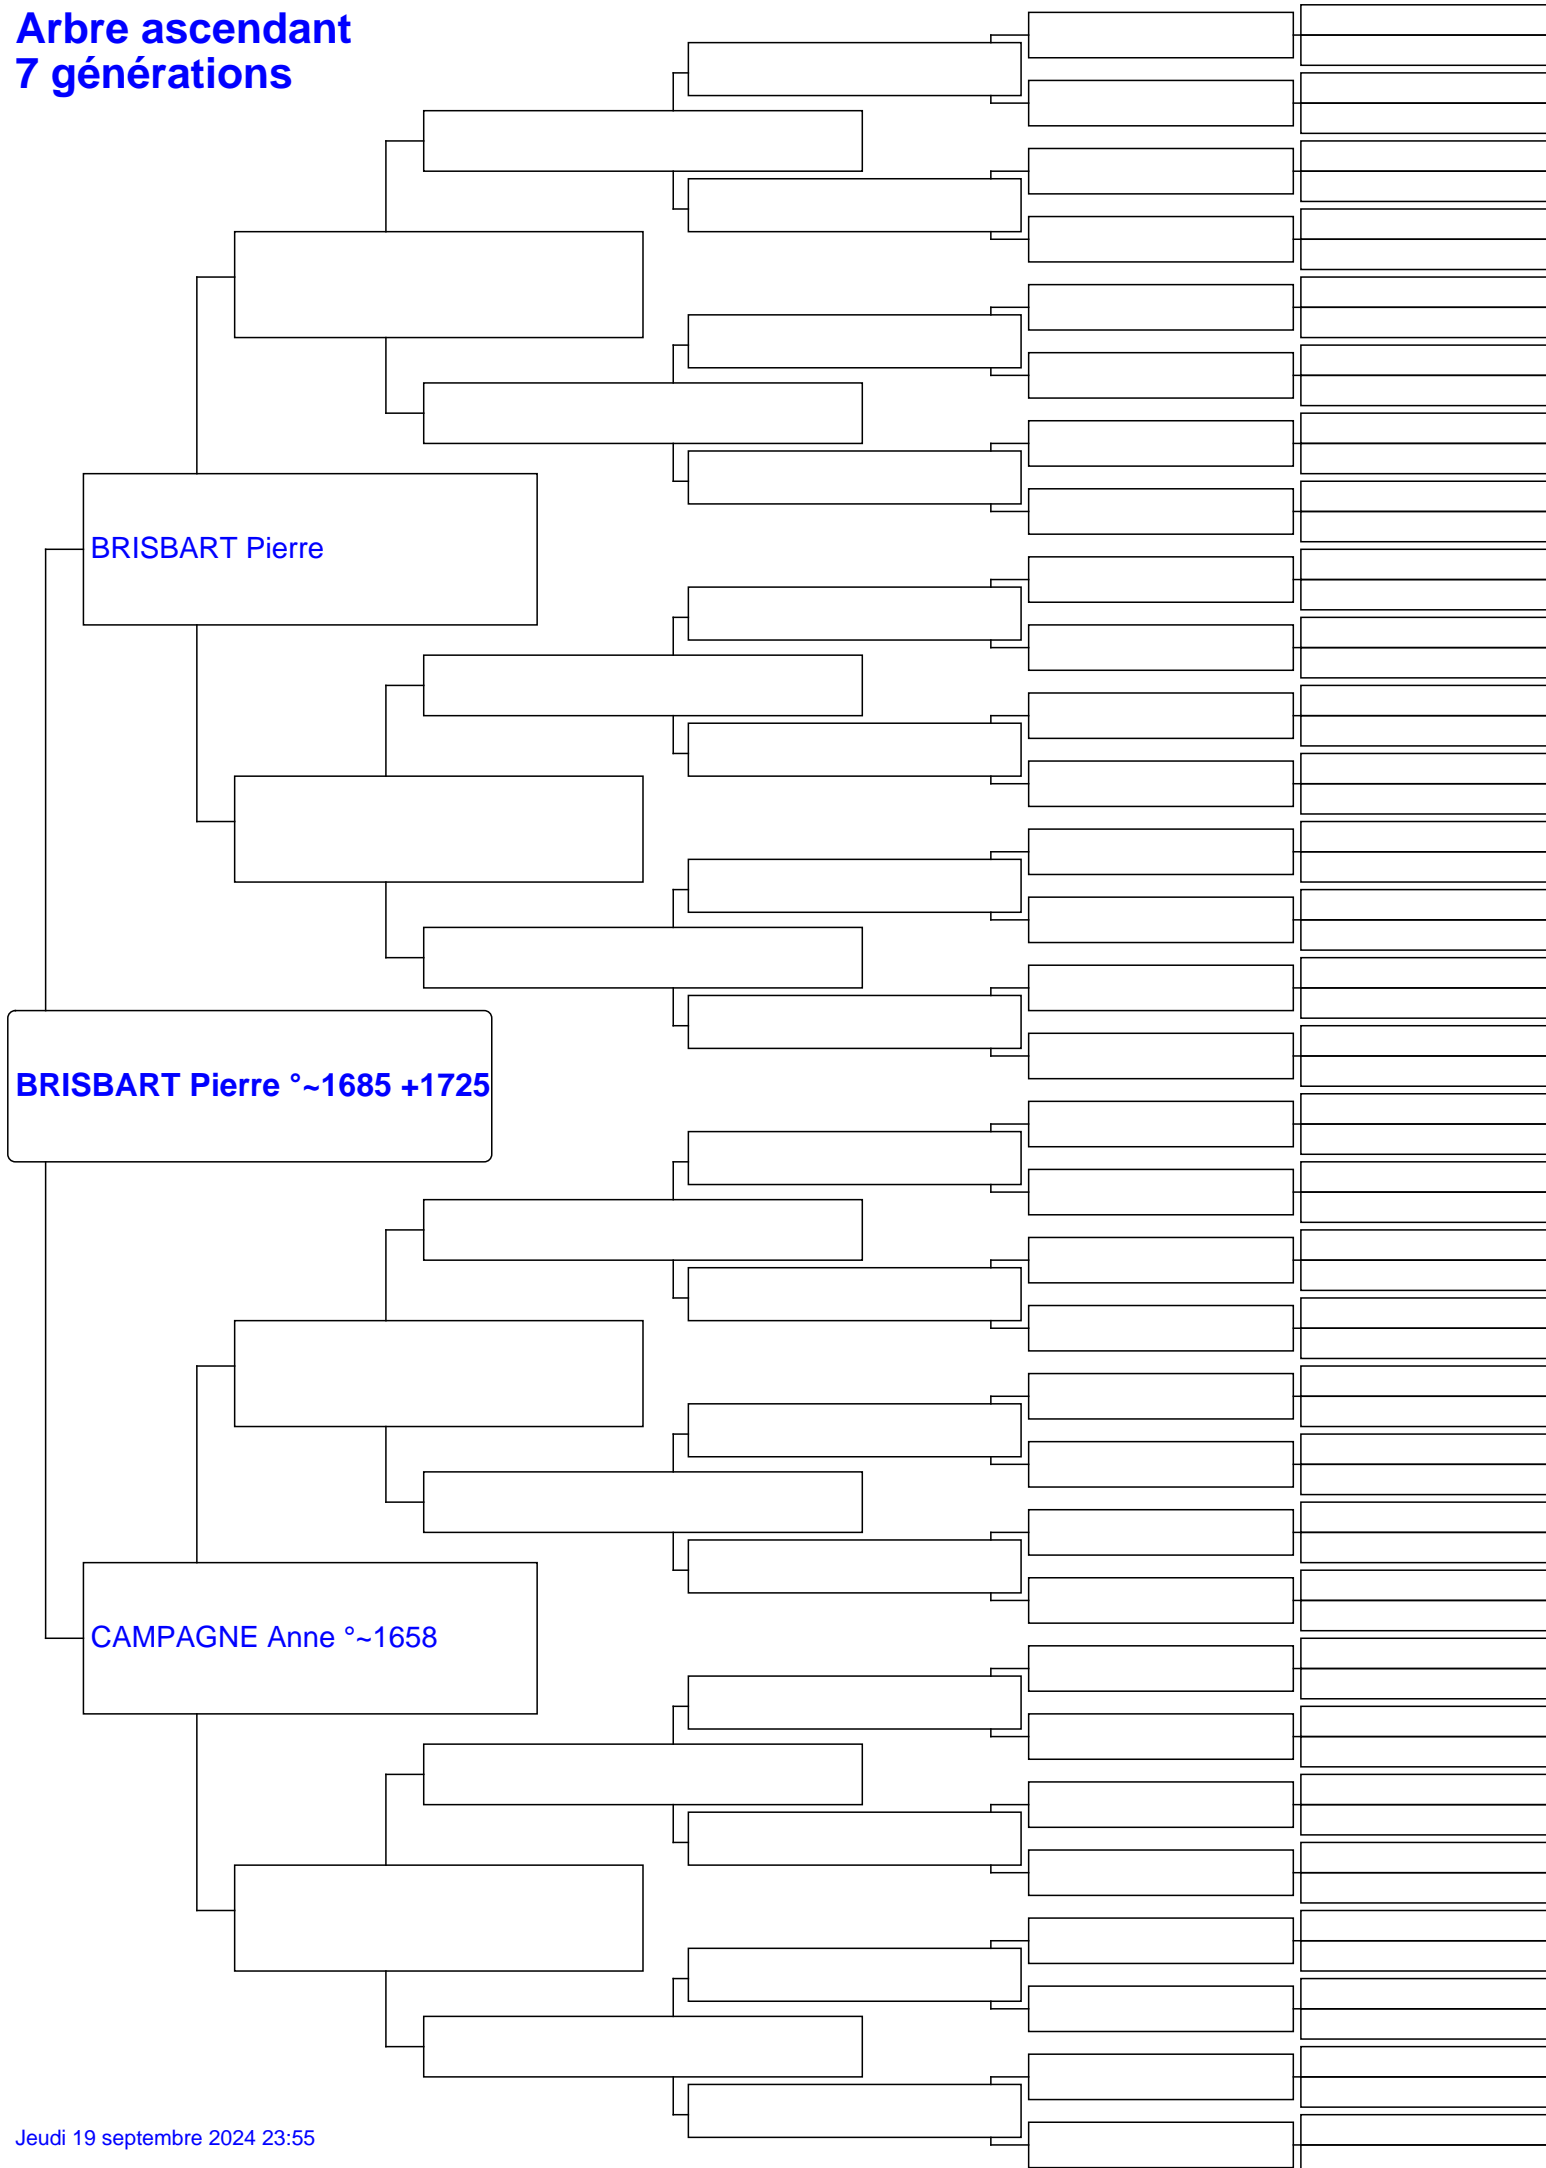 Arbre ascendant
7 générations
BRISBART Pierre
BRISBART Pierre °~1685 +1725
CAMPAGNE Anne °~1658
Jeudi 19 septembre 2024 23:55